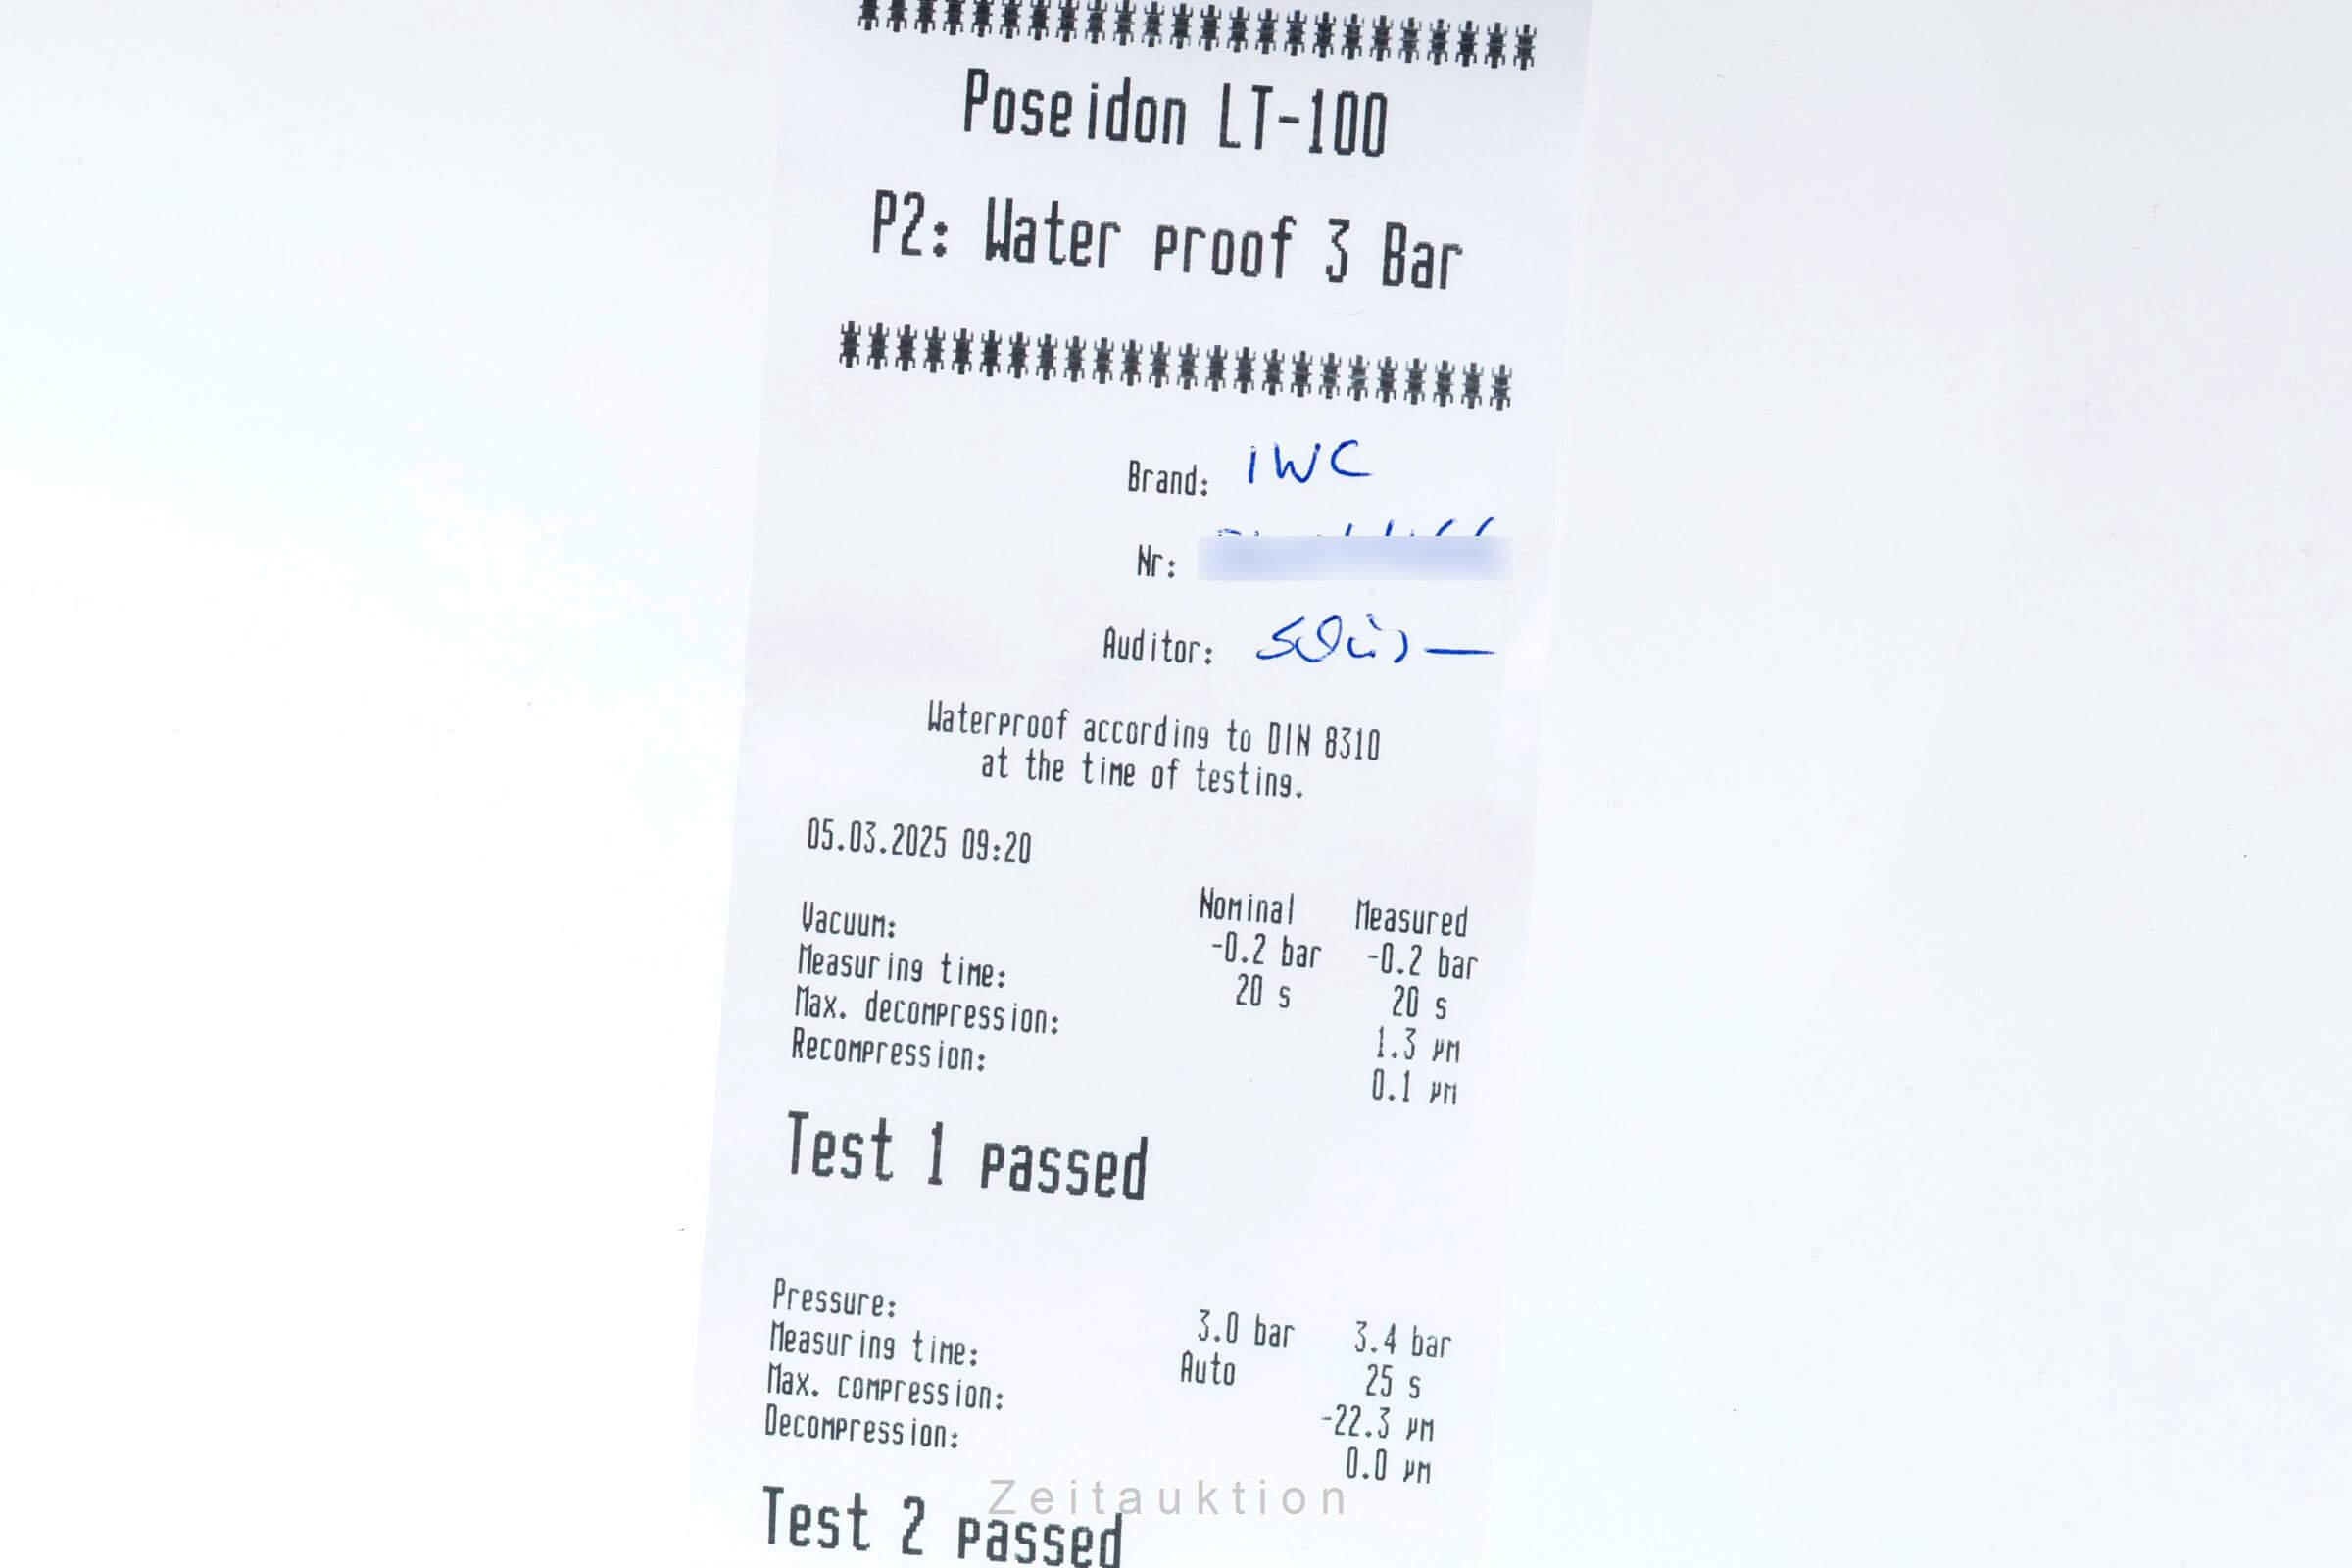 Poseidon LT-100
P2: Water proof 3 Bar
Brand: IWC
Nr:
Auditor:
Waterproof according to DIN 8310
at the time of testing.
05.03.2025 09:20
Nominal Measured
Vacuum: -0.2 bar -0.2 bar
Measuring time: 20 s 20 s
Max. decompression: 1.3 µm
Recompression: 0.1 µm
Test 1 passed
Pressure: 3.0 bar 3.4 bar
Measuring time: Auto 25 s
Max. compression: -22.3 µm
Decompression: 0.0 µm
Test 2 passed
Zeitauktion